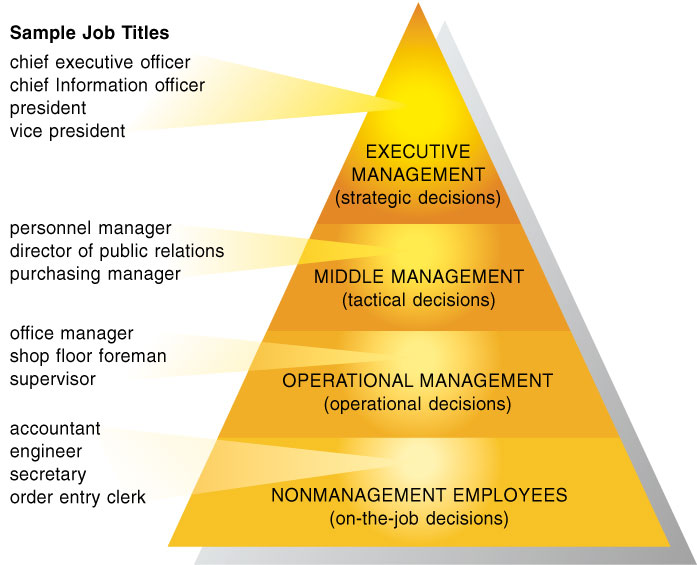 Sample Job Titles
chief executive officer
chief Information officer
president
vice president
EXECUTIVE
MANAGEMENT
(strategic decisions)
personnel manager
director of public relations
purchasing manager
MIDDLE MANAGEMENT
(tactical decisions)
office manager
shop floor foreman
supervisor
OPERATIONAL MANAGEMENT
(operational decisions)
accountant
engineer
secretary
order entry clerk
NONMANAGEMENT EMPLOYEES
(on-the-job decisions)